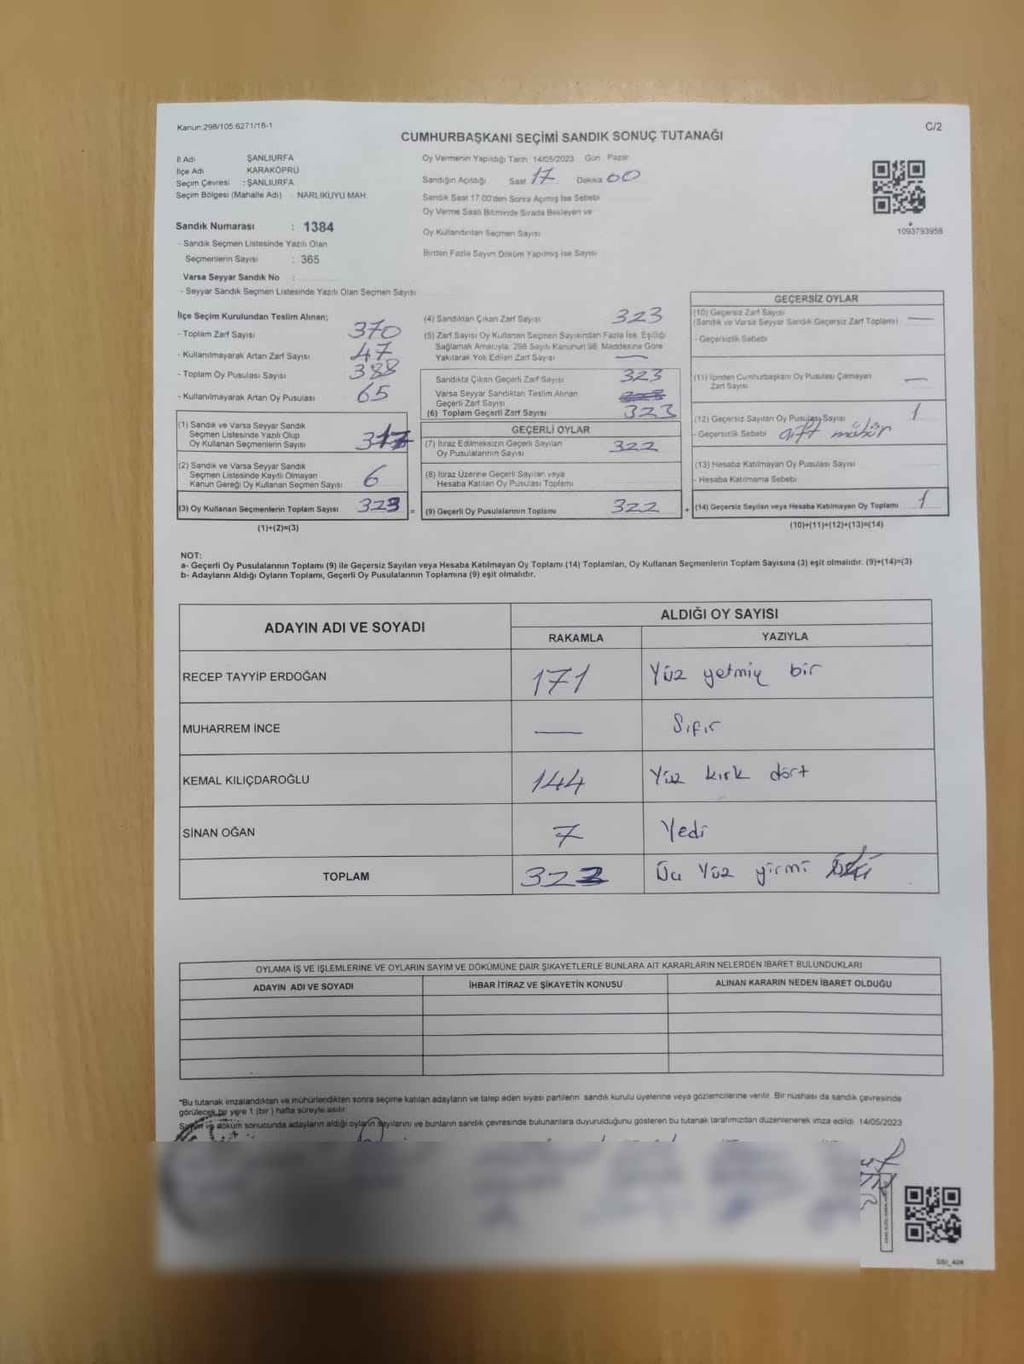 Kanun:298/105:6271/18-1
C/2
CUMHURBAŞKANI SEÇİMİ SANDIK SONUÇ TUTANAĞI
İl Adı ŞANLIURFA
İlçe Adı KARAKÖPRÜ
Seçim Çevresi : ŞANLIURFA
Seçim Bölgesi (Mahalle Adı) NARLIKUYU MAH
Oy Vermenin Yapıldığı Tarih 14/05/2023 Gün Pazar
Sandığın Açıldığı Saat 17 Dakika 00
Sandık Saat 17.00'den Sonra Açılmış İse Sebebi
Oy Verme Saati Bitiminde Sırada Bekleyen ve
Oy Kullandırılan Seçmen Sayısı
Birden Fazla Sayım Döküm Yapılmış İse Sayısı
1093793958
Sandık Numarası : 1384
- Sandık Seçmen Listesinde Yazılı Olan
Seçmenlerin Sayısı : 365
Varsa Seyyar Sandık No :
- Seyyar Sandık Seçmen Listesinde Yazılı Olan Seçmen Sayısı
İlçe Seçim Kurulundan Teslim Alınan;
- Toplam Zarf Sayısı 370
- Kullanılmayarak Artan Zarf Sayısı 47
- Toplam Oy Pusulası Sayısı 388
- Kullanılmayarak Artan Oy Pusulası 65
(1) Sandık ve Varsa Seyyar Sandık
Seçmen Listesinde Yazılı Olup
Oy Kullanan Seçmenlerin Sayısı 317
(2) Sandık ve Varsa Seyyar Sandık
Seçmen Listesinde Kayıtlı Olmayan
Kanun Gereği Oy Kullanan Seçmen Sayısı 6
(3) Oy Kullanan Seçmenlerin Toplam Sayısı 323 =
(1)+(2)=(3)
(4) Sandıktan Çıkan Zarf Sayısı 323
(5) Zarf Sayısı Oy Kullanan Seçmen Sayısından Fazla İse, Eşitliği
Sağlamak Amacıyla, 298 Sayılı Kanunun 98. Maddesine Göre
Yakılarak Yok Edilen Zarf Sayısı —
Sandıkta Çıkan Geçerli Zarf Sayısı 323
Varsa Seyyar Sandıktan Teslim Alınan
Geçerli Zarf Sayısı
(6) Toplam Geçerli Zarf Sayısı 323
GEÇERLİ OYLAR
(7) İtiraz Edilmeksizin Geçerli Sayılan
Oy Pusulalarının Sayısı 322
(8) İtiraz Üzerine Geçerli Sayılan veya
Hesaba Katılan Oy Pusulası Toplamı
(9) Geçerli Oy Pusulalarının Toplamı 322 +
GEÇERSİZ OYLAR
(10) Geçersiz Zarf Sayısı
(Sandık ve Varsa Seyyar Sandık Geçersiz Zarf Toplamı) —
- Geçersizlik Sebebi
(11) İçinden Cumhurbaşkanı Oy Pusulası Çıkmayan
Zarf Sayısı —
(12) Geçersiz Sayılan Oy Pusulası Sayısı 1
- Geçersizlik Sebebi çift mühür
(13) Hesaba Katılmayan Oy Pusulası Sayısı
- Hesaba Katılmama Sebebi
(14) Geçersiz Sayılan veya Hesaba Katılmayan Oy Toplamı 1
(10)+(11)+(12)+(13)=(14)
NOT:
a- Geçerli Oy Pusulalarının Toplamı (9) ile Geçersiz Sayılan veya Hesaba Katılmayan Oy Toplamı (14) Toplamları, Oy Kullanan Seçmenlerin Toplam Sayısına (3) eşit olmalıdır. (9)+(14)=(3)
b- Adayların Aldığı Oyların Toplamı, Geçerli Oy Pusulalarının Toplamına (9) eşit olmalıdır.
ADAYIN ADI VE SOYADI
ALDIĞI OY SAYISI
RAKAMLA YAZIYLA
RECEP TAYYİP ERDOĞAN 171 Yüz yetmiş bir
MUHARREM İNCE — Sıfır
KEMAL KILIÇDAROĞLU 144 Yüz kırk dört
SİNAN OĞAN 7 Yedi
TOPLAM 322 Üç Yüz yirmi iki
OYLAMA İŞ VE İŞLEMLERİNE VE OYLARIN SAYIM VE DÖKÜMÜNE DAİR ŞİKAYETLERLE BUNLARA AİT KARARLARIN NELERDEN İBARET BULUNDUKLARI
ADAYIN ADI VE SOYADI İHBAR İTİRAZ VE ŞİKAYETİN KONUSU ALINAN KARARIN NEDEN İBARET OLDUĞU
"Bu tutanak imzalandıktan ve mühürlendikten sonra seçime katılan adayların ve talep eden siyasi partilerin sandık kurulu üyelerine veya gözlemcilerine verilir. Bir nüshası da sandık çevresinde
görülecek bir yere 1 (bir) hafta süreyle asılır.
Sayım ve döküm sonucunda adayların aldığı oyların sayılarını ve bunların sandık çevresinde bulunanlara duyurulduğunu gösteren bu tutanak tarafımızdan düzenlenerek imza edildi. 14/05/2023